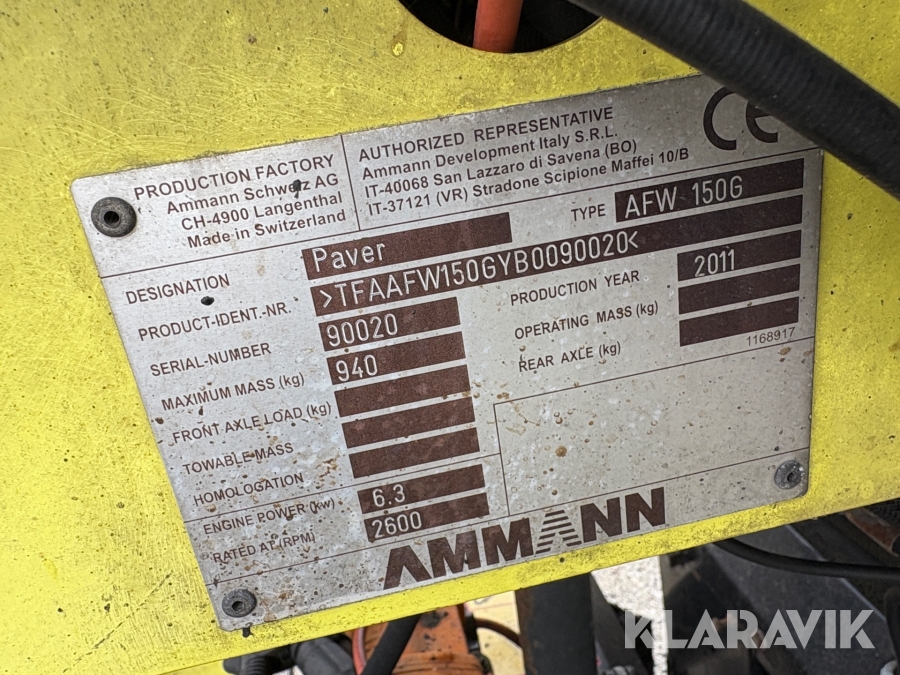 PRODUCTION FACTORY
Ammann Schweiz AG
CH-4900 Langenthal
Made in Switzerland
AUTHORIZED REPRESENTATIVE
Ammann Development Italy S.R.L.
IT-40068 San Lazzaro di Savena (BO)
IT-37121 (VR) Stradone Scipione Maffei 10/B
CE
DESIGNATION Paver TYPE AFW 150G
PRODUCT-IDENT.-NR. >TFAAFW150GYB0090020<
SERIAL-NUMBER 90020 PRODUCTION YEAR 2011
MAXIMUM MASS (kg) 940 OPERATING MASS (kg)
FRONT AXLE LOAD (kg) REAR AXLE (kg)
1168917
TOWABLE MASS
HOMOLOGATION
ENGINE POWER (kw) 6.3
RATED AT (RPM) 2600
AMMANN
KLARAVIK